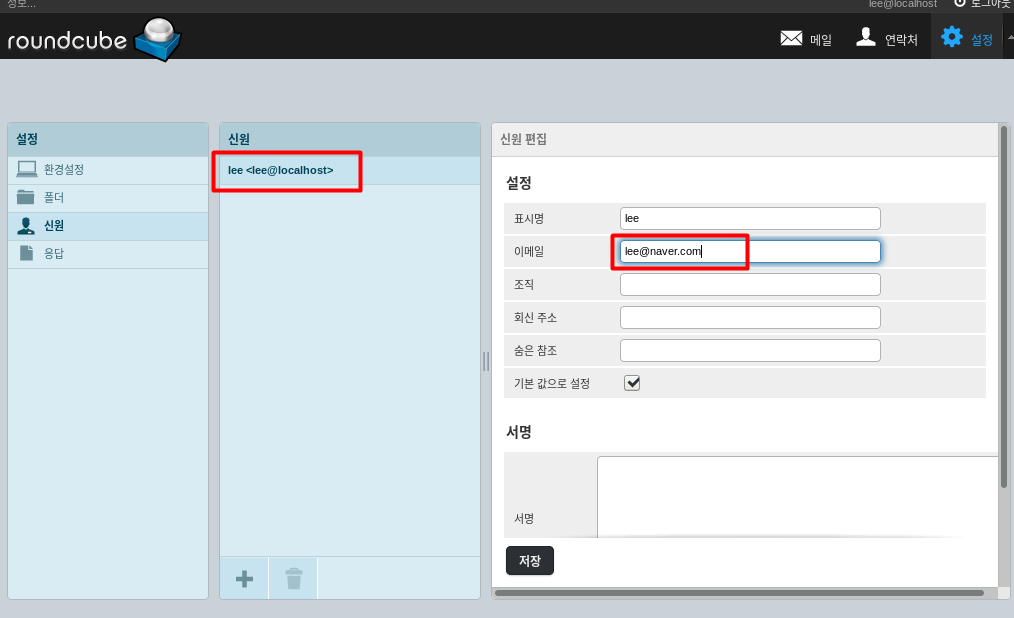 정보...
lee@localhost 로그아웃
roundcube
메일 연락처 설정
설정
환경설정
폴더
신원
응답
신원
lee <lee@localhost>
신원 편집
설정
표시명 lee
이메일 lee@naver.com
조직
회신 주소
숨은 참조
기본 값으로 설정
서명
서명
저장